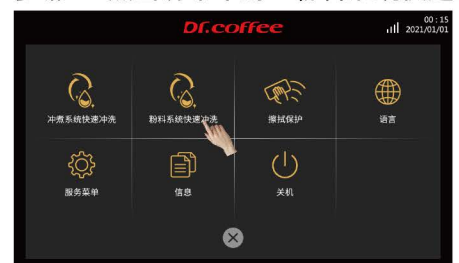 Dr.coffee
00:15
2021/01/01
冲煮系统快速冲洗
粉料系统快速冲洗
擦拭保护
语言
服务菜单
信息
关机